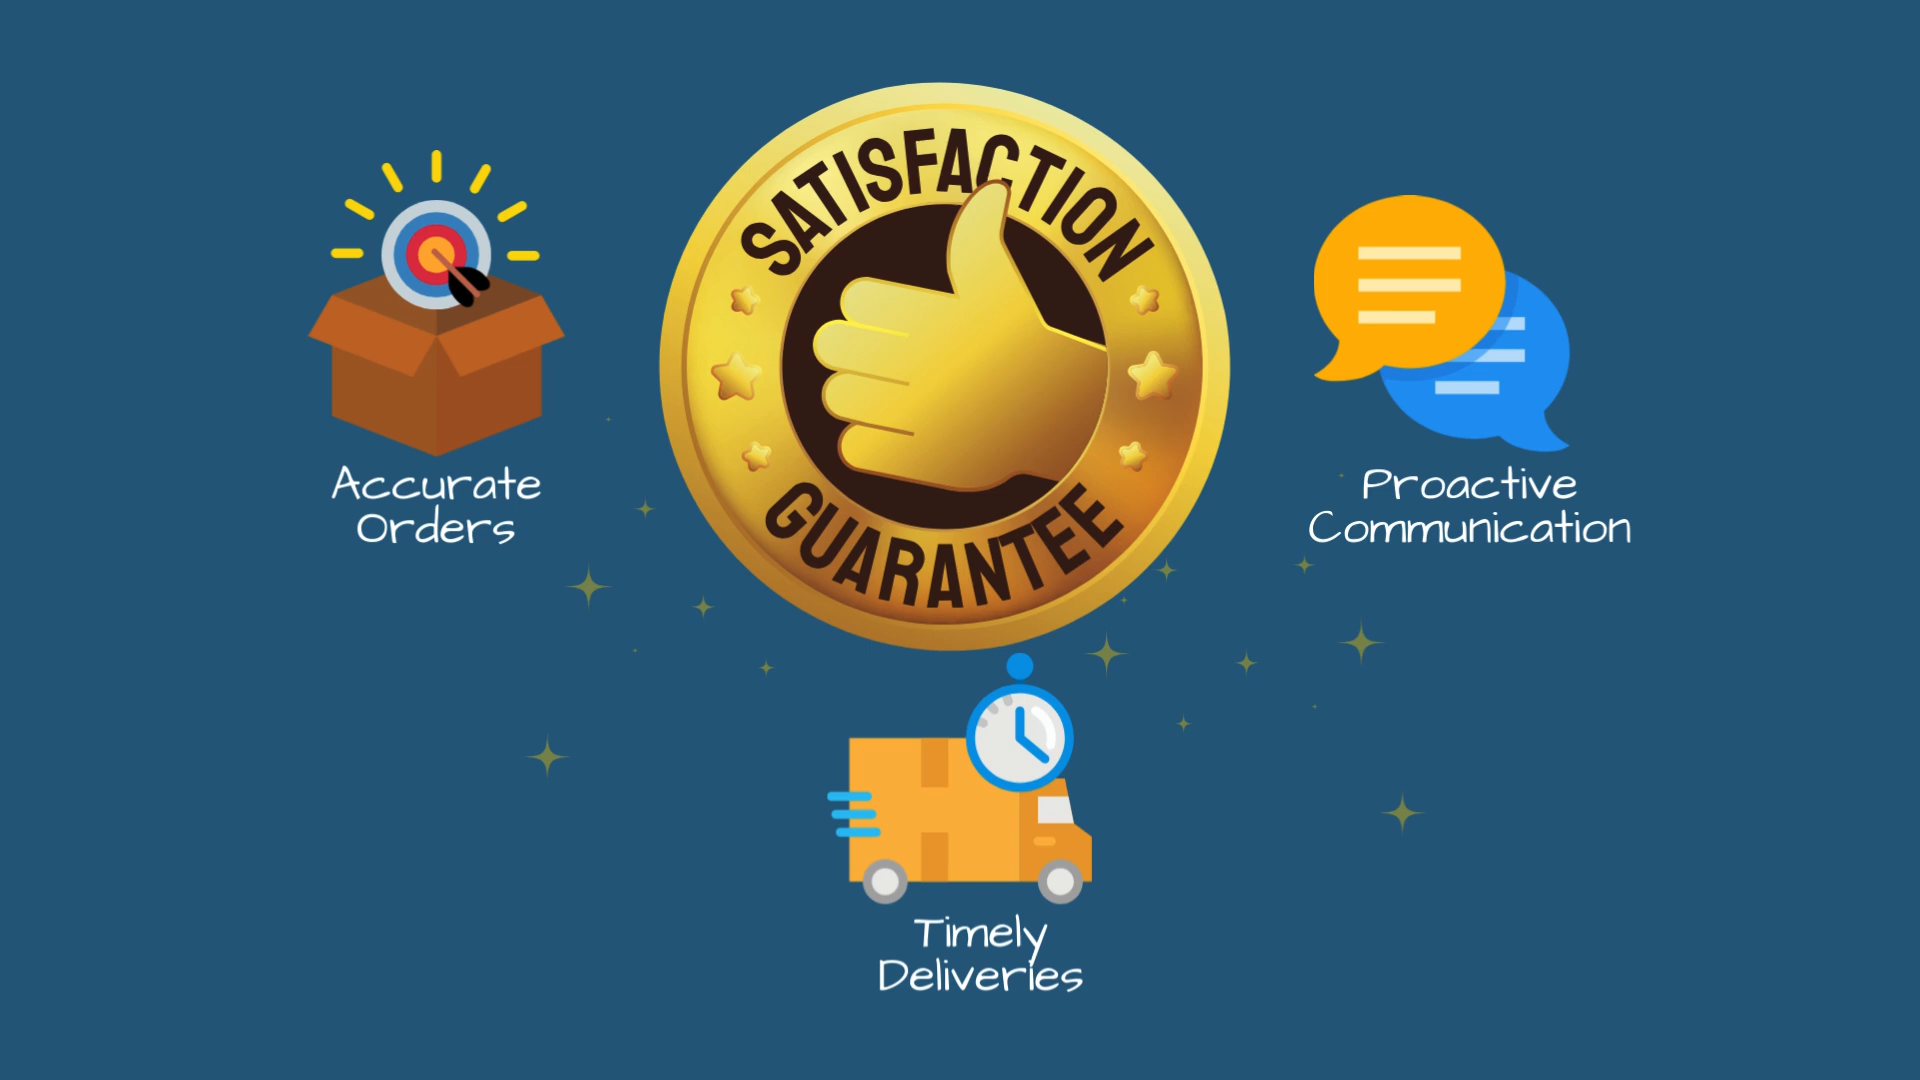 SATISFACTION
GUARANTEE
Accurate
Orders
Proactive
Communication
Timely
Deliveries